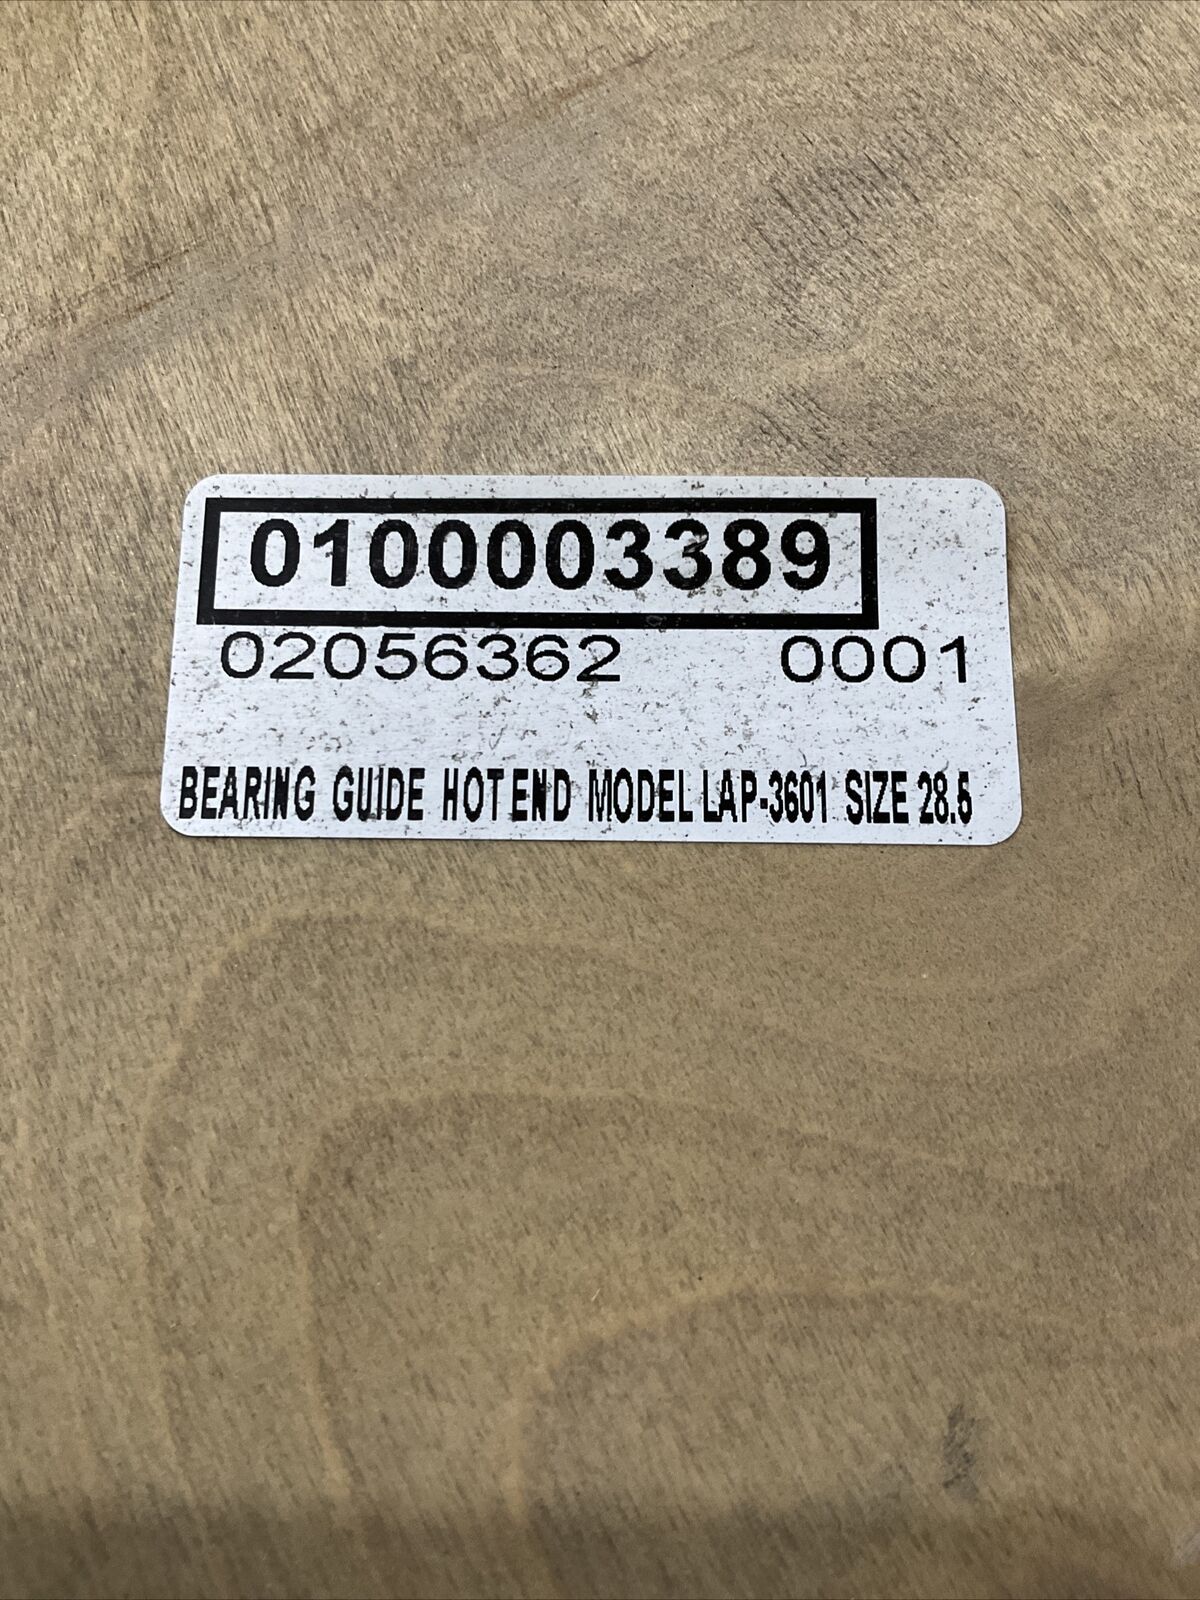 0100003389
02056362 0001
BEARING GUIDE HOT END MODEL LAP-3601 SIZE 28.5